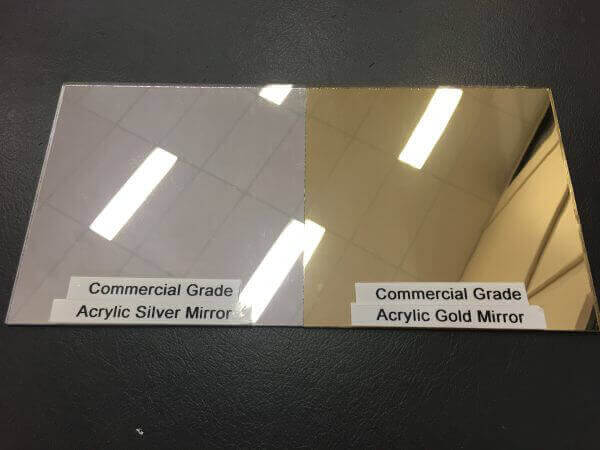 Commercial Grade
Acrylic Silver Mirror
Commercial Grade
Acrylic Gold Mirror